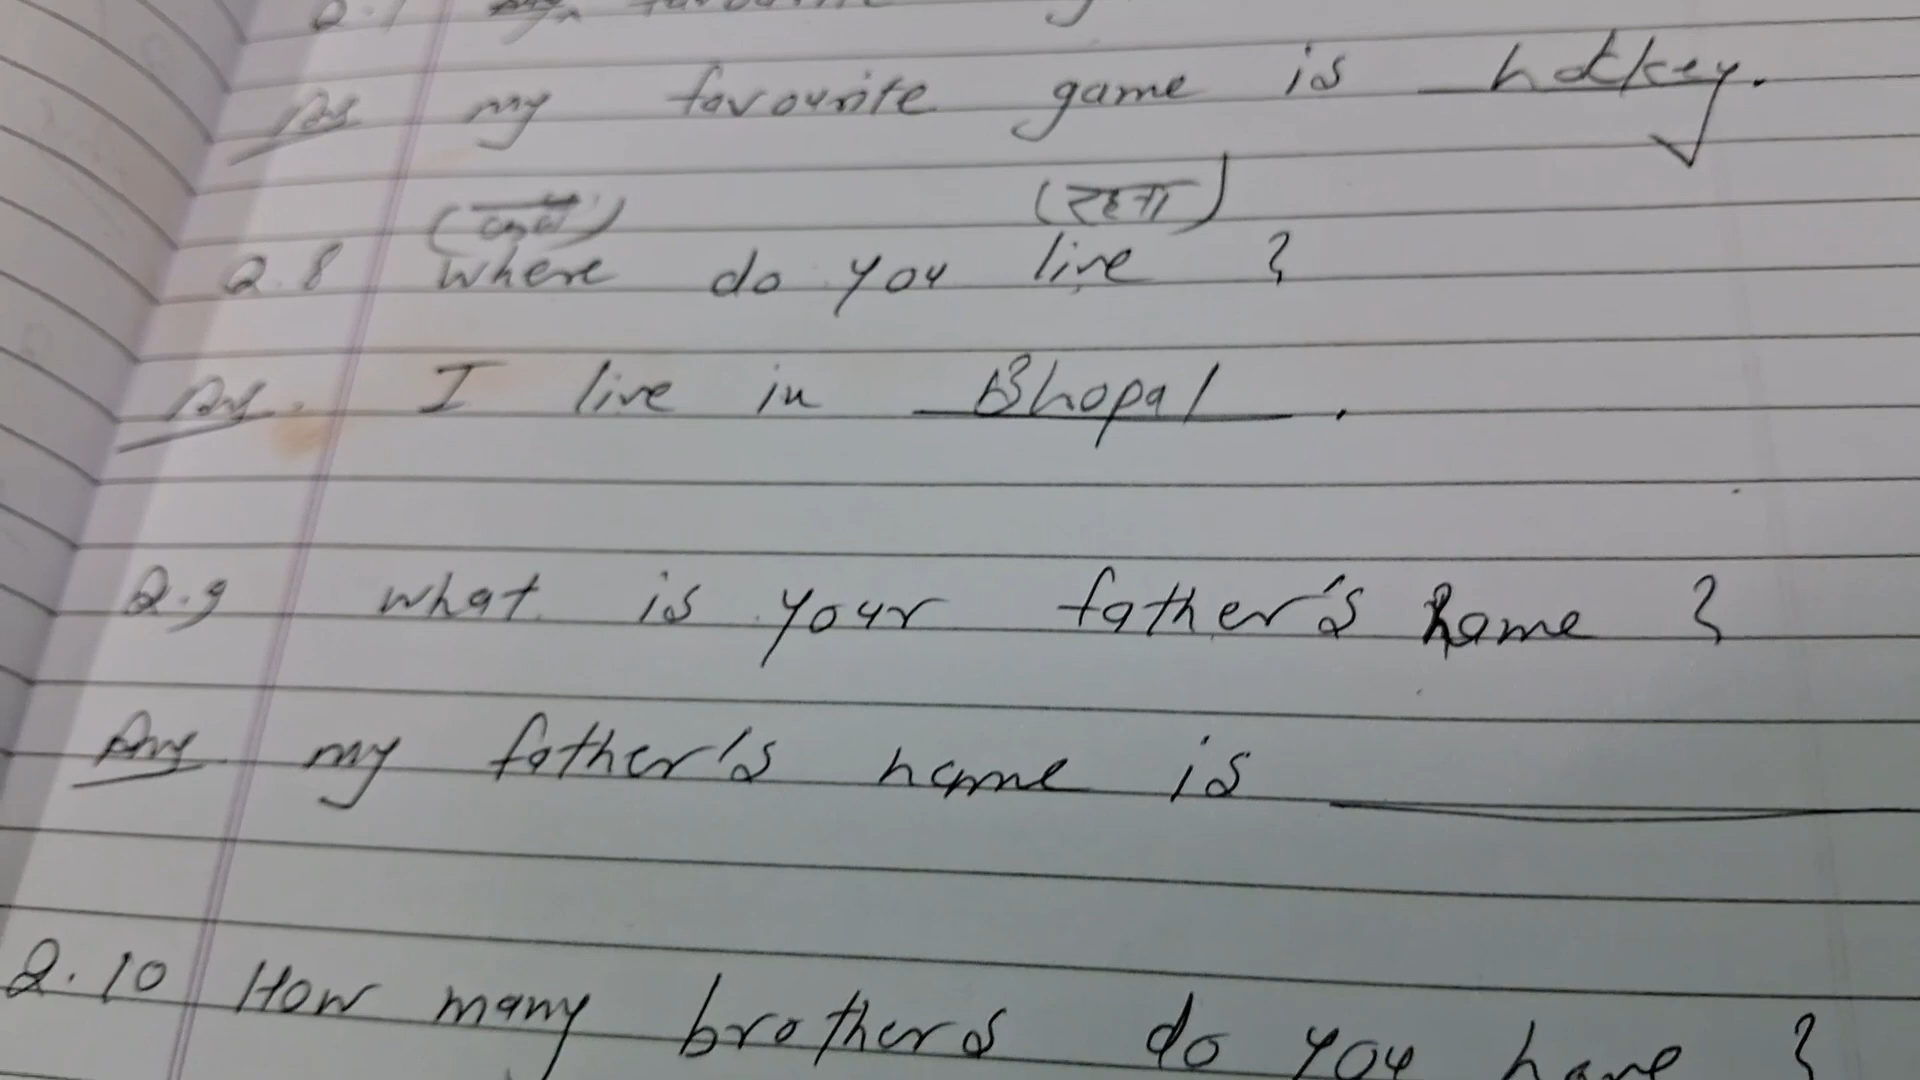 Ans my favourite game is hockey.
(कहाँ) (रहना)
Q.8 Where do you live ?
Ans. I live in Bhopal .
Q.9 what is your father's name ?
Ans my father's name is
Q.10 How many brothers do you have ?